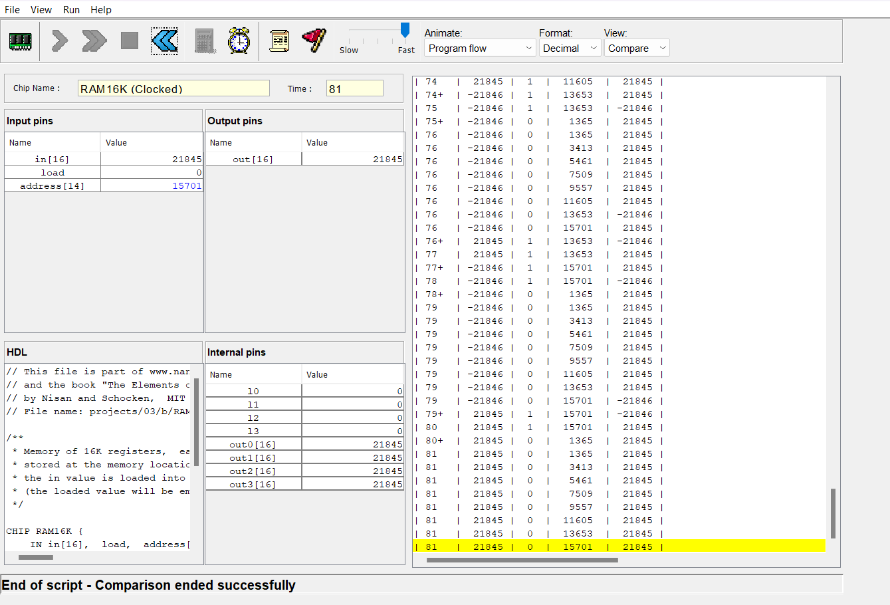 File View Run Help
Slow Fast
Animate: Format: View:
Program flow Decimal Compare
Chip Name : RAM16K (Clocked) Time : 81
Input pins
Name Value
in[16] 21845
load 0
address[14] 15701
Output pins
Name Value
out[16] 21845
HDL
// This file is part of www.nan
// and the book "The Elements o
// by Nisan and Schocken, MIT
// File name: projects/03/b/RAM
/**
* Memory of 16K registers, ea
* stored at the memory locatio
* the in value is loaded into
* (the loaded value will be em
*/
CHIP RAM16K {
IN in[16], load, address[
Internal pins
Name Value
l0 0
l1 0
l2 0
l3 0
out0[16] 21845
out1[16] 21845
out2[16] 21845
out3[16] 21845
| 74 | 21845 | 1 | 11605 | 21845 |
| 74+ | -21846 | 1 | 13653 | 21845 |
| 75 | -21846 | 1 | 13653 | -21846 |
| 75+ | -21846 | 0 | 1365 | 21845 |
| 76 | -21846 | 0 | 1365 | 21845 |
| 76 | -21846 | 0 | 3413 | 21845 |
| 76 | -21846 | 0 | 5461 | 21845 |
| 76 | -21846 | 0 | 7509 | 21845 |
| 76 | -21846 | 0 | 9557 | 21845 |
| 76 | -21846 | 0 | 11605 | 21845 |
| 76 | -21846 | 0 | 13653 | -21846 |
| 76 | -21846 | 0 | 15701 | 21845 |
| 76+ | 21845 | 1 | 13653 | -21846 |
| 77 | 21845 | 1 | 13653 | 21845 |
| 77+ | -21846 | 1 | 15701 | 21845 |
| 78 | -21846 | 1 | 15701 | -21846 |
| 78+ | -21846 | 0 | 1365 | 21845 |
| 79 | -21846 | 0 | 1365 | 21845 |
| 79 | -21846 | 0 | 3413 | 21845 |
| 79 | -21846 | 0 | 5461 | 21845 |
| 79 | -21846 | 0 | 7509 | 21845 |
| 79 | -21846 | 0 | 9557 | 21845 |
| 79 | -21846 | 0 | 11605 | 21845 |
| 79 | -21846 | 0 | 13653 | 21845 |
| 79 | -21846 | 0 | 15701 | -21846 |
| 79+ | 21845 | 1 | 15701 | -21846 |
| 80 | 21845 | 1 | 15701 | 21845 |
| 80+ | 21845 | 0 | 1365 | 21845 |
| 81 | 21845 | 0 | 1365 | 21845 |
| 81 | 21845 | 0 | 3413 | 21845 |
| 81 | 21845 | 0 | 5461 | 21845 |
| 81 | 21845 | 0 | 7509 | 21845 |
| 81 | 21845 | 0 | 9557 | 21845 |
| 81 | 21845 | 0 | 11605 | 21845 |
| 81 | 21845 | 0 | 13653 | 21845 |
| 81 | 21845 | 0 | 15701 | 21845 |
End of script - Comparison ended successfully